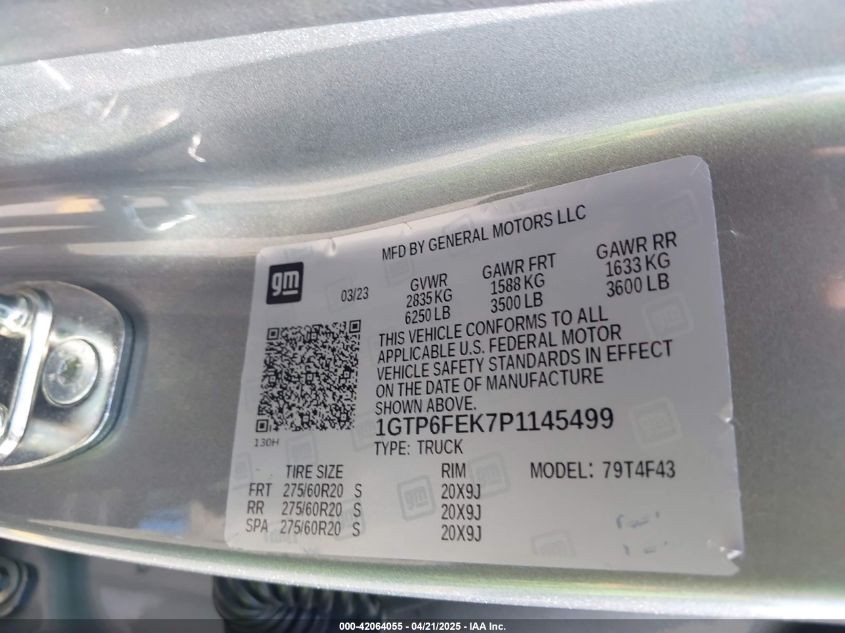 gm
MFD BY GENERAL MOTORS LLC
03/23
GVWR GAWR FRT GAWR RR
2835 KG 1588 KG 1633 KG
6250 LB 3500 LB 3600 LB
THIS VEHICLE CONFORMS TO ALL
APPLICABLE U.S. FEDERAL MOTOR
VEHICLE SAFETY STANDARDS IN EFFECT
ON THE DATE OF MANUFACTURE
SHOWN ABOVE.
130H
1GTP6FEK7P1145499
TYPE: TRUCK
TIRE SIZE RIM MODEL: 79T4F43
FRT 275/60R20 S 20X9J
RR 275/60R20 S 20X9J
SPA 275/60R20 S 20X9J
000-42064055 - 04/21/2025 - IAA Inc.